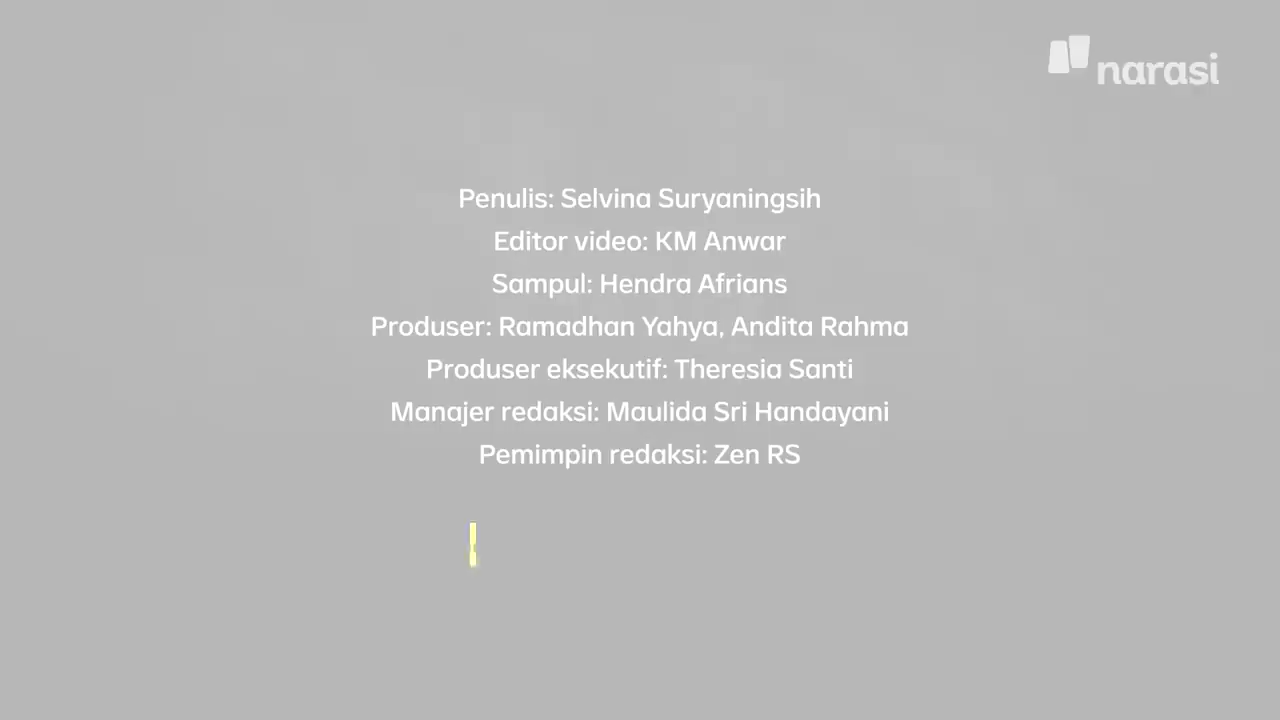 narasi
Penulis: Selvina Suryaningsih
Editor video: KM Anwar
Sampul: Hendra Afrians
Produser: Ramadhan Yahya, Andita Rahma
Produser eksekutif: Theresia Santi
Manajer redaksi: Maulida Sri Handayani
Pemimpin redaksi: Zen RS